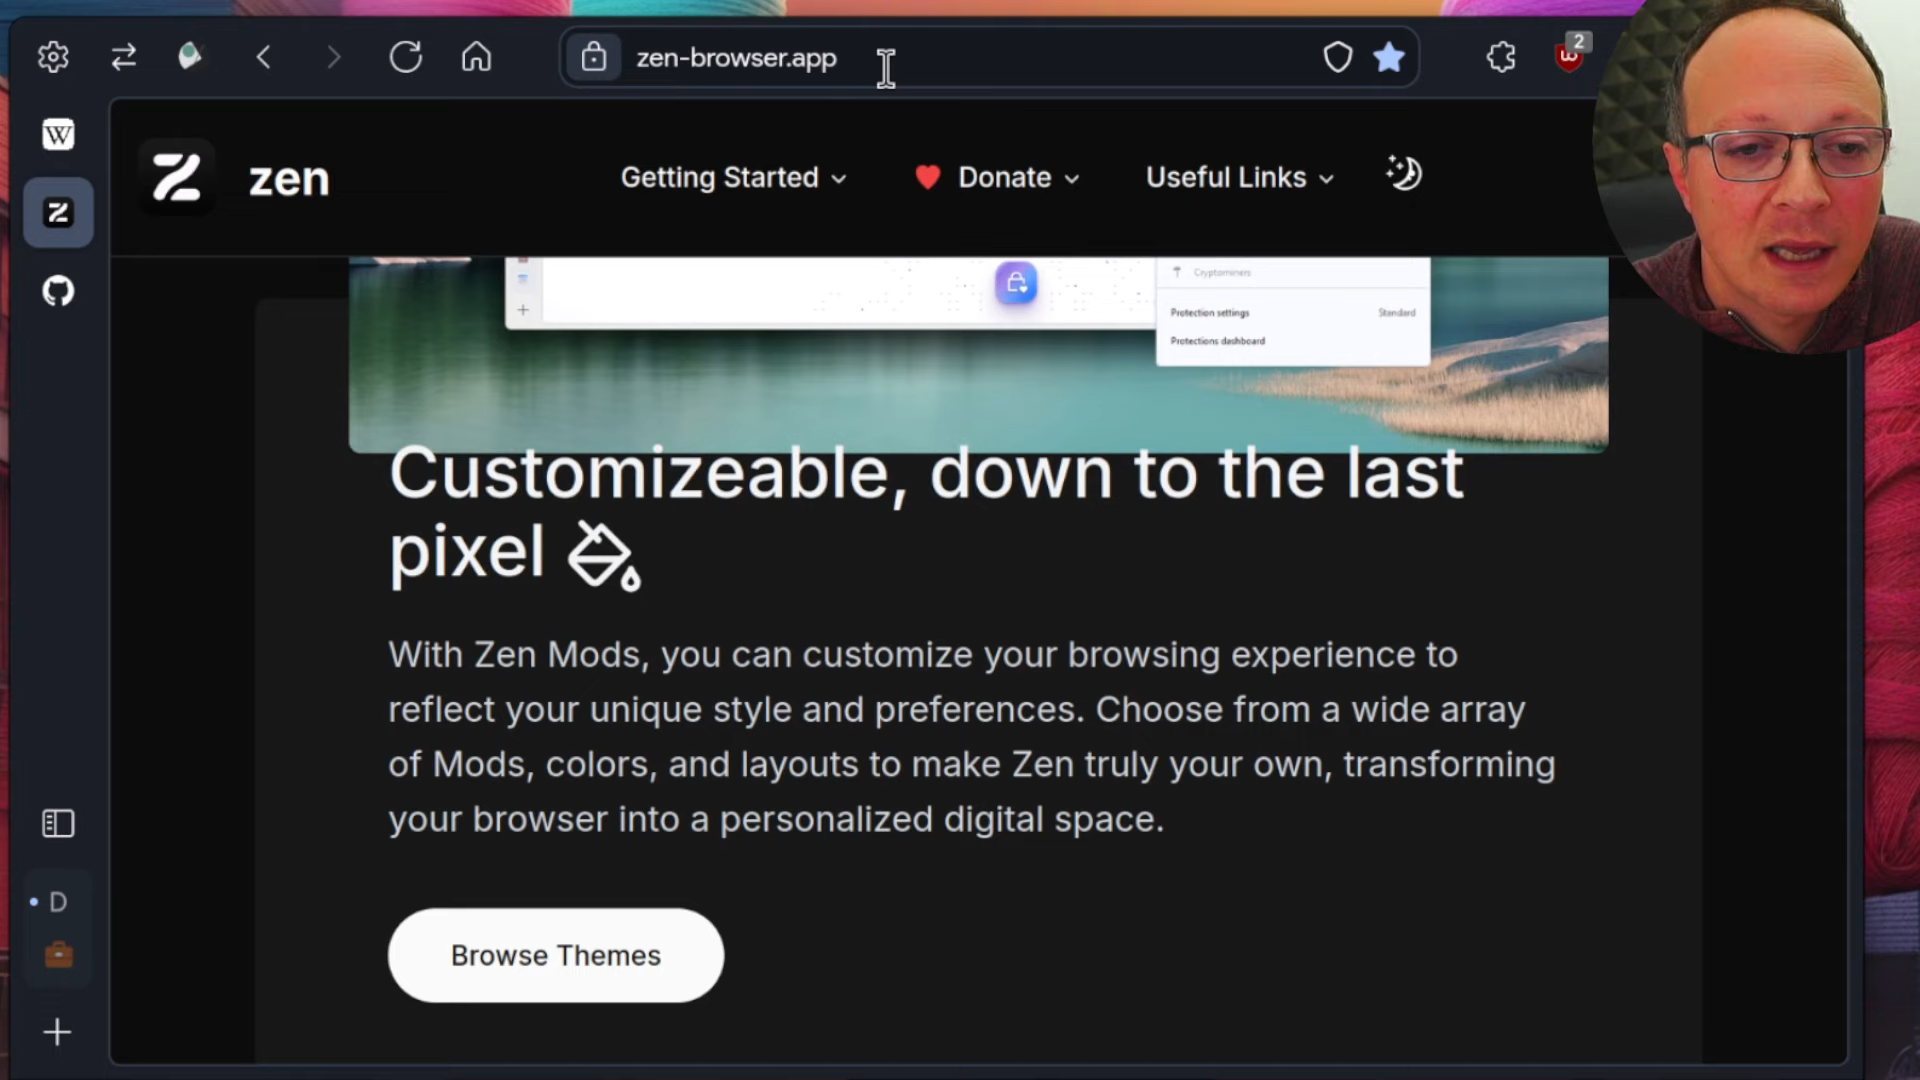 zen-browser.app
2
W
zen
Getting Started
Donate
Useful Links
Cryptominers
Protection settings
Standard
Protections dashboard
Customizeable, down to the last
pixel
With Zen Mods, you can customize your browsing experience to
reflect your unique style and preferences. Choose from a wide array
of Mods, colors, and layouts to make Zen truly your own, transforming
your browser into a personalized digital space.
D
Browse Themes